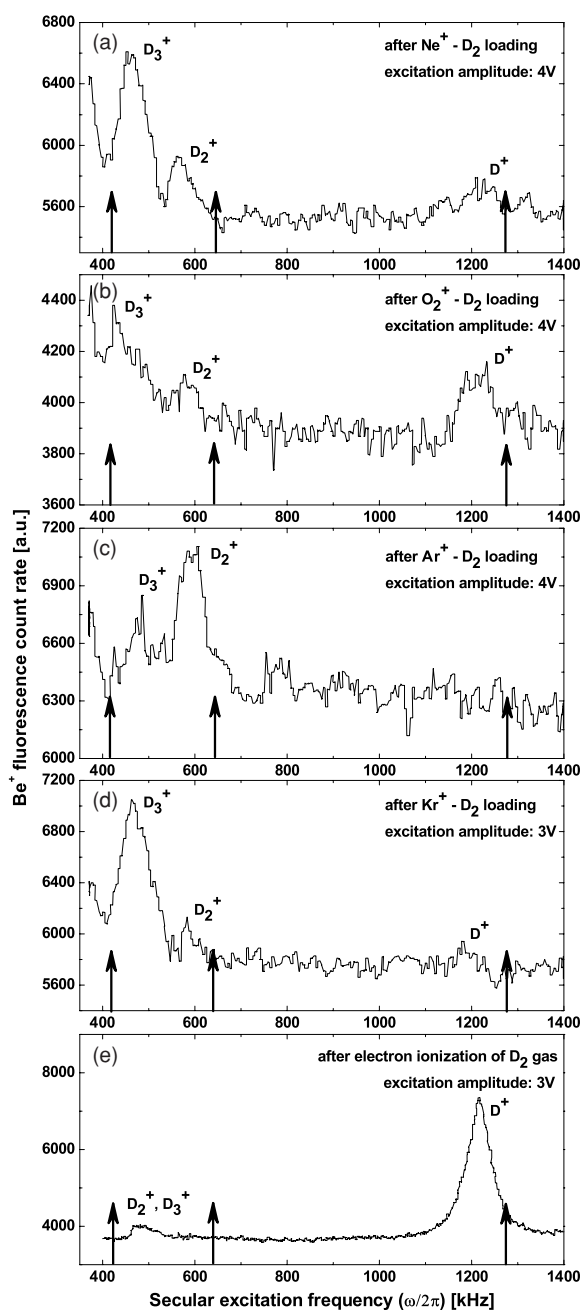 (a)
D3+
D2+
D+
after Ne+ - D2 loading
excitation amplitude: 4V
6800
6400
6000
5600
400 600 800 1000 1200 1400
(b)
D3+
D2+
D+
after O2+ - D2 loading
excitation amplitude: 4V
4400
4200
4000
3800
3600
400 600 800 1000 1200 1400
(c)
D3+
D2+
after Ar+ - D2 loading
excitation amplitude: 4V
7200
6900
6600
6300
6000
400 600 800 1000 1200 1400
(d)
D3+
D2+
D+
after Kr+ - D2 loading
excitation amplitude: 3V
7200
6800
6400
6000
5600
400 600 800 1000 1200 1400
(e)
after electron ionization of D2 gas
excitation amplitude: 3V
D2+, D3+
D+
8000
6000
4000
400 600 800 1000 1200 1400
Be+ fluorescence count rate [a.u.]
Secular excitation frequency (ω/2π) [kHz]